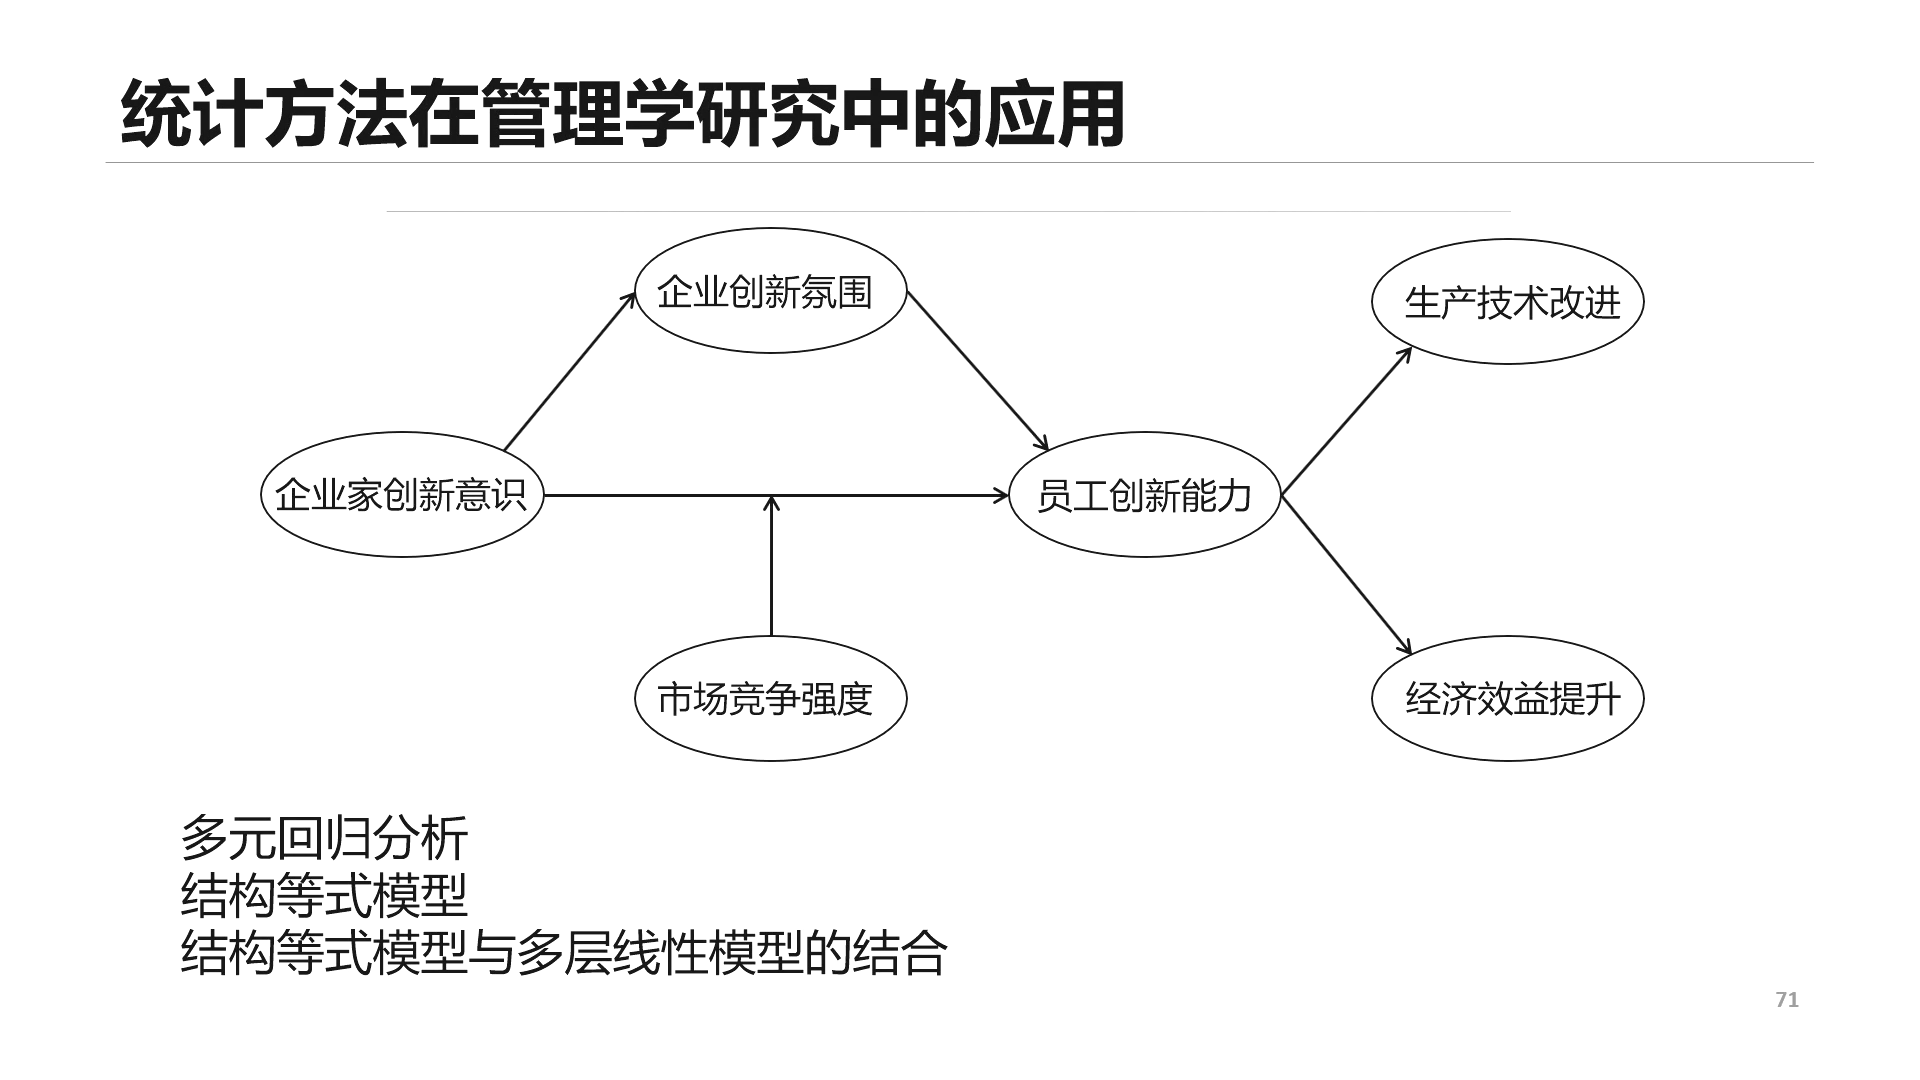 统计方法在管理学研究中的应用
企业创新氛围
生产技术改进
企业家创新意识
员工创新能力
市场竞争强度
经济效益提升
多元回归分析
结构等式模型
结构等式模型与多层线性模型的结合
71